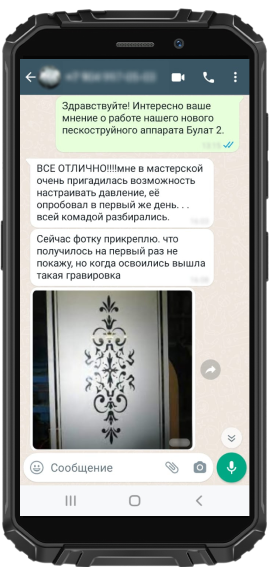 Здравствуйте! Интересно ваше
мнение о работе нашего нового
пескоструйного аппарата Булат 2.
ВСЕ ОТЛИЧНО!!!!мне в мастерской
очень пригадилась возможность
настраивать давление, её
опробовал в первый же день. . .
всей комадой разбирались.
Сейчас фотку прикреплю. что
получилось на первый раз не
покажу, но когда освоились вышла
такая гравировка
Сообщение